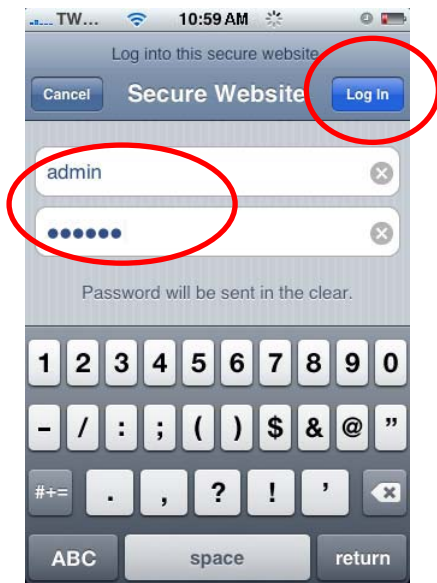 TW... 10:59 AM
Log into this secure website
Cancel Secure Website Log In
admin
••••••
Password will be sent in the clear.
1 2 3 4 5 6 7 8 9 0
- / : ; ( ) $ & @ ”
#+= . , ? ! ’
ABC space return